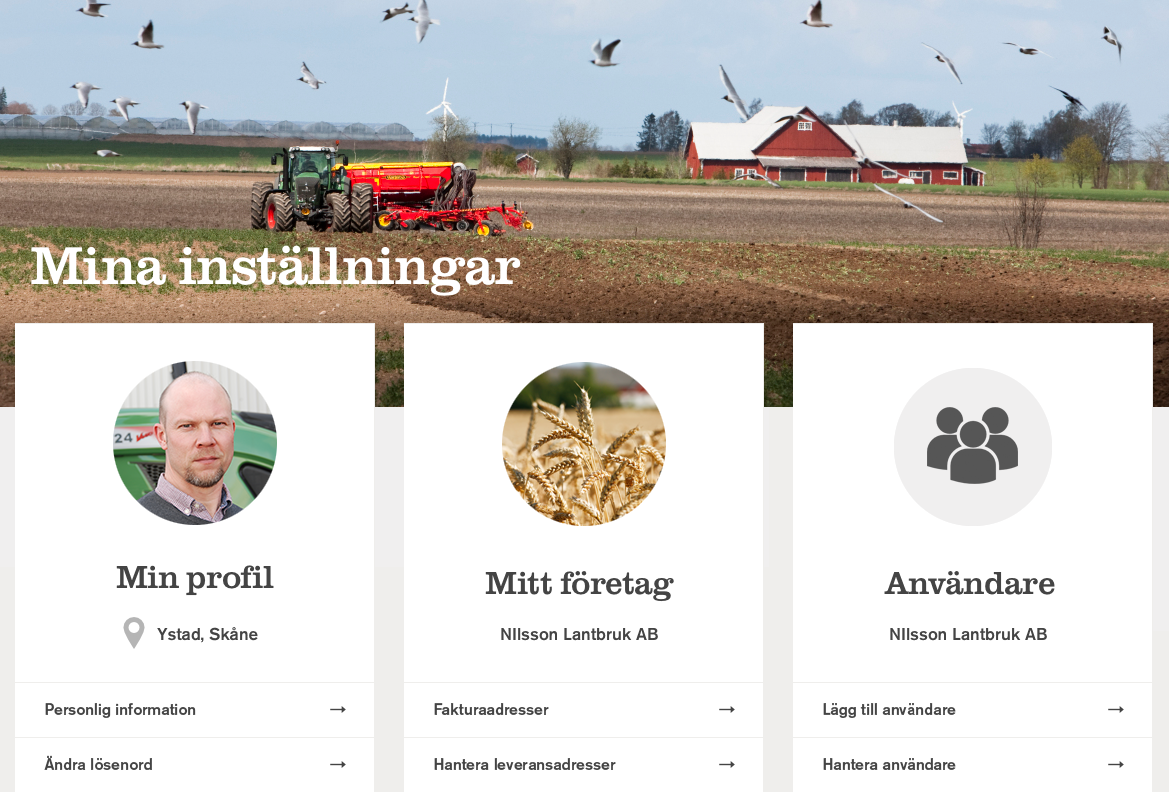 Mina inställningar
24
Min profil
Ystad, Skåne
Personlig information
Ändra lösenord
Mitt företag
NIlsson Lantbruk AB
Fakturaadresser
Hantera leveransadresser
Användare
NIlsson Lantbruk AB
Lägg till användare
Hantera användare